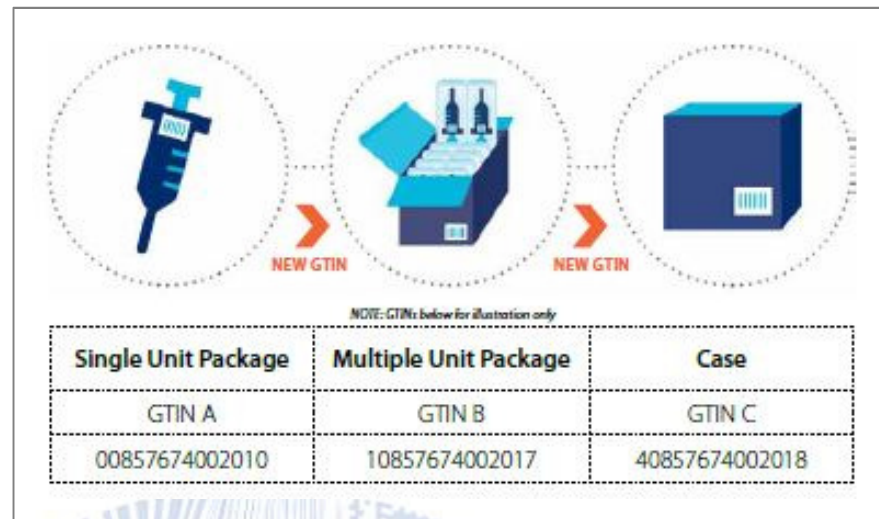 NEW GTIN
NEW GTIN
NOTE: GTINs below for illustration only
Single Unit Package
Multiple Unit Package
Case
GTIN A
GTIN B
GTIN C
00857674002010
10857674002017
40857674002018